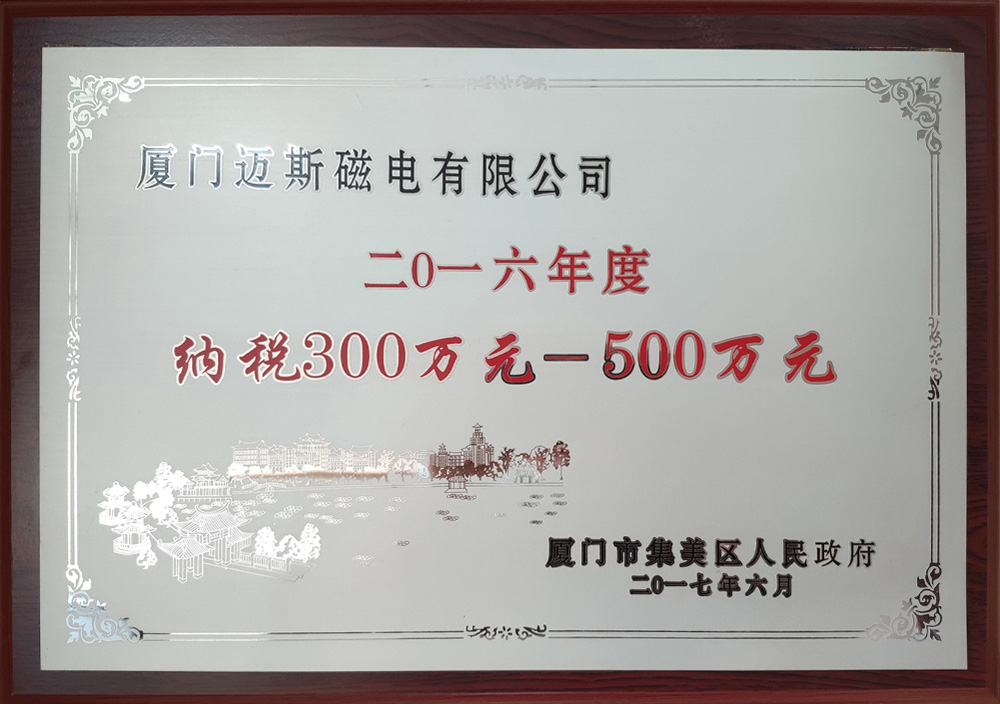 厦门迈斯磁电有限公司
二0一六年度
纳税300万元－500万元
厦门市集美区人民政府
二0一七年六月